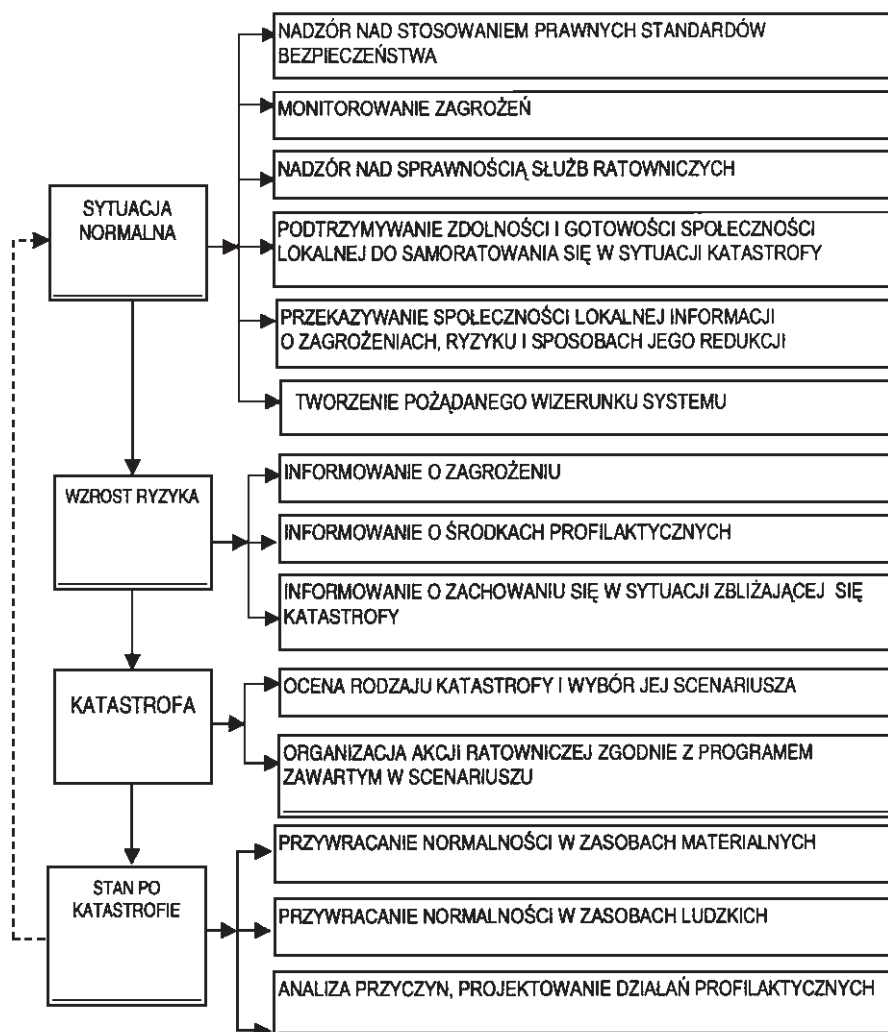 NADZÓR NAD STOSOWANIEM PRAWNYCH STANDARDÓW
BEZPIECZEŃSTWA
MONITOROWANIE ZAGROŻEŃ
NADZÓR NAD SPRAWNOŚCIĄ SŁUŻB RATOWNICZYCH
SYTUACJA
NORMALNA
PODTRZYMYWANIE ZDOLNOŚCI I GOTOWOŚCI SPOŁECZNOŚCI
LOKALNEJ DO SAMORATOWANIA SIĘ W SYTUACJI KATASTROFY
PRZEKAZYWANIE SPOŁECZNOŚCI LOKALNEJ INFORMACJI
O ZAGROŻENIACH, RYZYKU I SPOSOBACH JEGO REDUKCJI
TWORZENIE POŻĄDANEGO WIZERUNKU SYSTEMU
WZROST RYZYKA
INFORMOWANIE O ZAGROŻENIU
INFORMOWANIE O ŚRODKACH PROFILAKTYCZNYCH
INFORMOWANIE O ZACHOWANIU SIĘ W SYTUACJI ZBLIŻAJĄCEJ SIĘ
KATASTROFY
KATASTROFA
OCENA RODZAJU KATASTROFY I WYBÓR JEJ SCENARIUSZA
ORGANIZACJA AKCJI RATOWNICZEJ ZGODNIE Z PROGRAMEM
ZAWARTYM W SCENARIUSZU
STAN PO
KATASTROFIE
PRZYWRACANIE NORMALNOŚCI W ZASOBACH MATERIALNYCH
PRZYWRACANIE NORMALNOŚCI W ZASOBACH LUDZKICH
ANALIZA PRZYCZYN, PROJEKTOWANIE DZIAŁAŃ PROFILAKTYCZNYCH